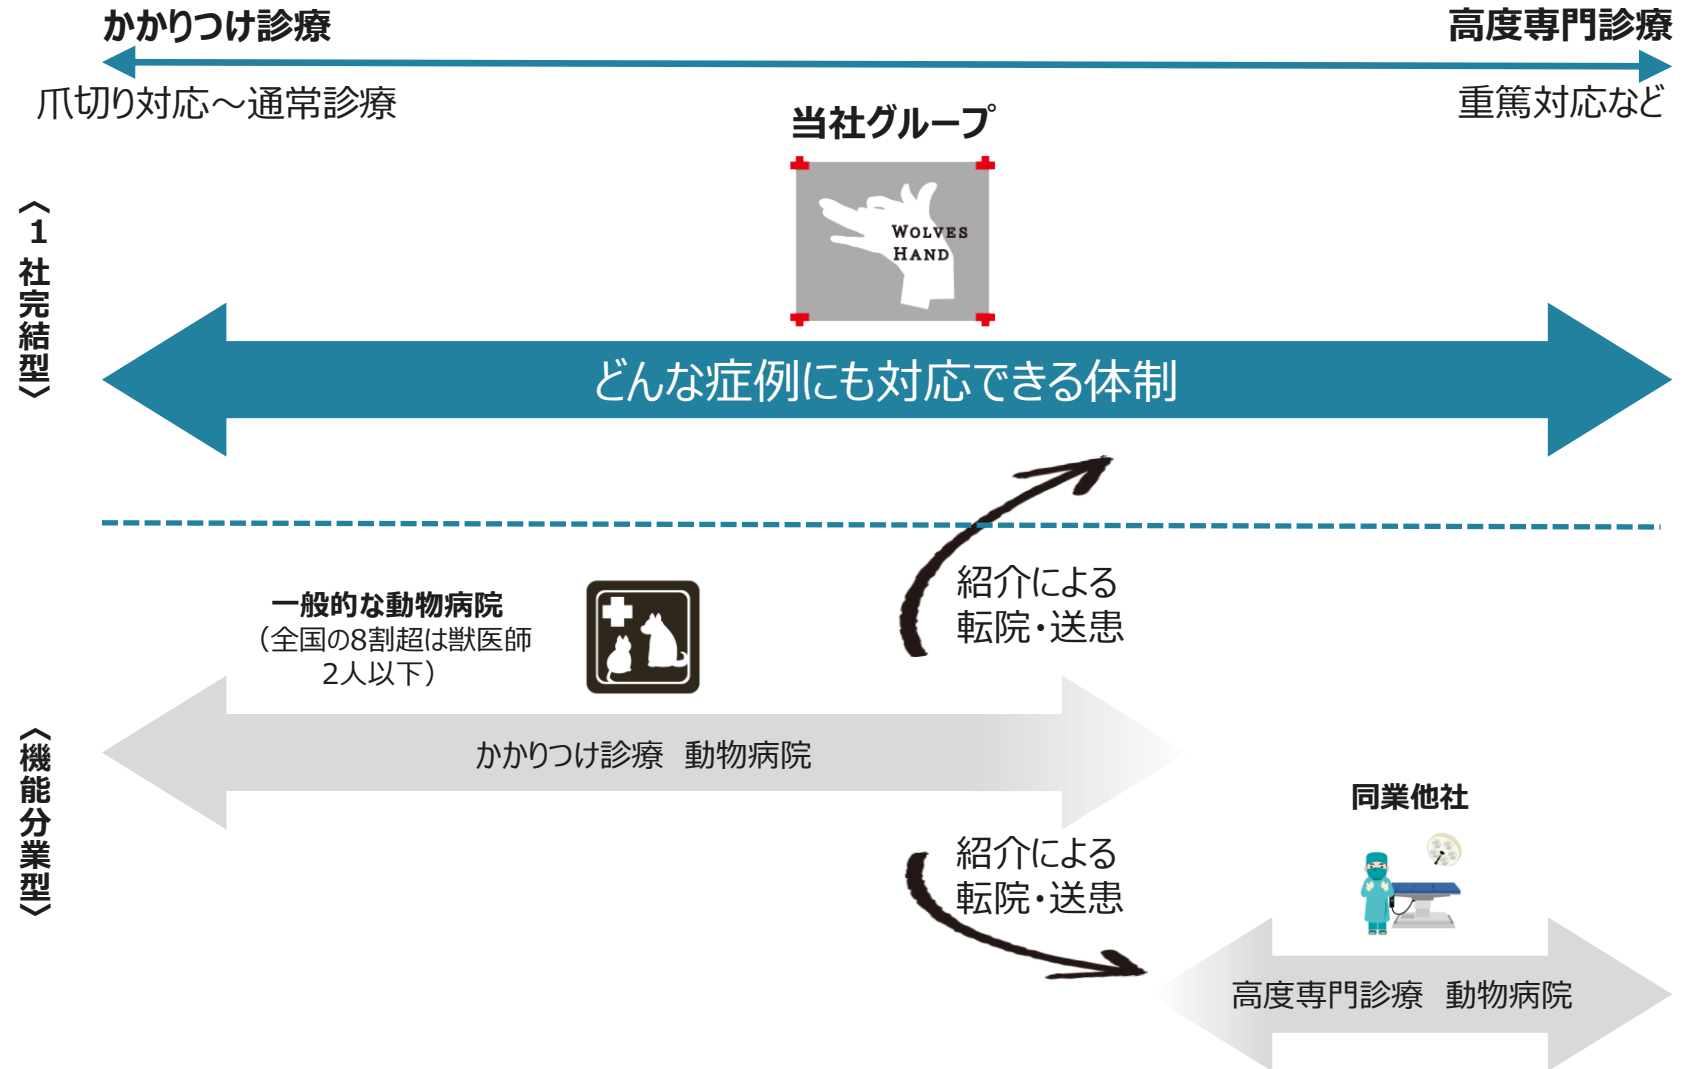 かかりつけ診療
高度専門診療
爪切り対応～通常診療
重篤対応など
当社グループ
WOLVES
HAND
〈１社完結型〉
どんな症例にも対応できる体制
紹介による
転院・送患
一般的な動物病院
（全国の8割超は獣医師
2人以下）
〈機能分業型〉
かかりつけ診療　動物病院
同業他社
紹介による
転院・送患
高度専門診療　動物病院